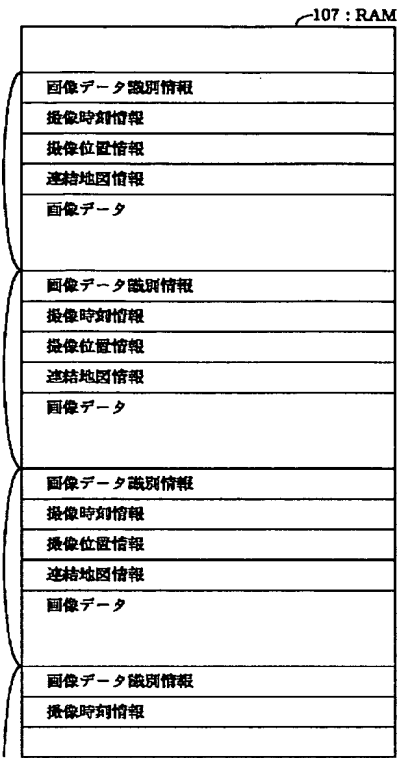 107 : RAM
画像データ識別情報
撮像時刻情報
撮像位置情報
連結地図情報
画像データ
画像データ識別情報
撮像時刻情報
撮像位置情報
連結地図情報
画像データ
画像データ識別情報
撮像時刻情報
撮像位置情報
連結地図情報
画像データ
画像データ識別情報
撮像時刻情報